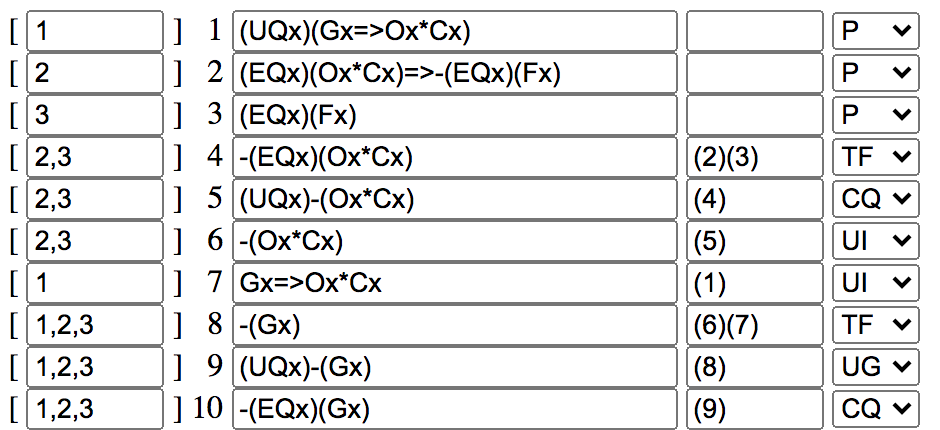 [ 1 ] 1 (UQx)(Gx=>Ox*Cx) P
[ 2 ] 2 (EQx)(Ox*Cx)=>-(EQx)(Fx) P
[ 3 ] 3 (EQx)(Fx) P
[ 2,3 ] 4 -(EQx)(Ox*Cx) (2)(3) TF
[ 2,3 ] 5 (UQx)-(Ox*Cx) (4) CQ
[ 2,3 ] 6 -(Ox*Cx) (5) UI
[ 1 ] 7 Gx=>Ox*Cx (1) UI
[ 1,2,3 ] 8 -(Gx) (6)(7) TF
[ 1,2,3 ] 9 (UQx)-(Gx) (8) UG
[ 1,2,3 ] 10 -(EQx)(Gx) (9) CQ